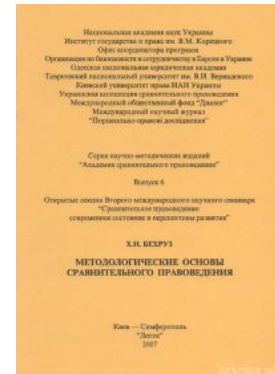 Национальная академия наук Украины
Институт государства и права им. В.М. Корецкого
Офис координатора программ
Организации по безопасности и сотрудничеству в Европе в Украине
Одесская национальная юридическая академия
Таврический национальный университет им. В.И. Вернадского
Киевский университет права НАН Украины
Украинская ассоциация сравнительного правоведения
Международный общественный фонд "Диалог"
Международный научный журнал
"Порівняльно-правові дослідження"
Серия научно-методических изданий
"Академия сравнительного правоведения"
Выпуск 6
Открытые лекции Второго международного научного семинара
"Сравнительное правоведение:
современное состояние и перспективы развития"
Х.Н. БЕХРУЗ
МЕТОДОЛОГИЧЕСКИЕ ОСНОВЫ
СРАВНИТЕЛЬНОГО ПРАВОВЕДЕНИЯ
Киев — Симферополь
"Логос"
2007